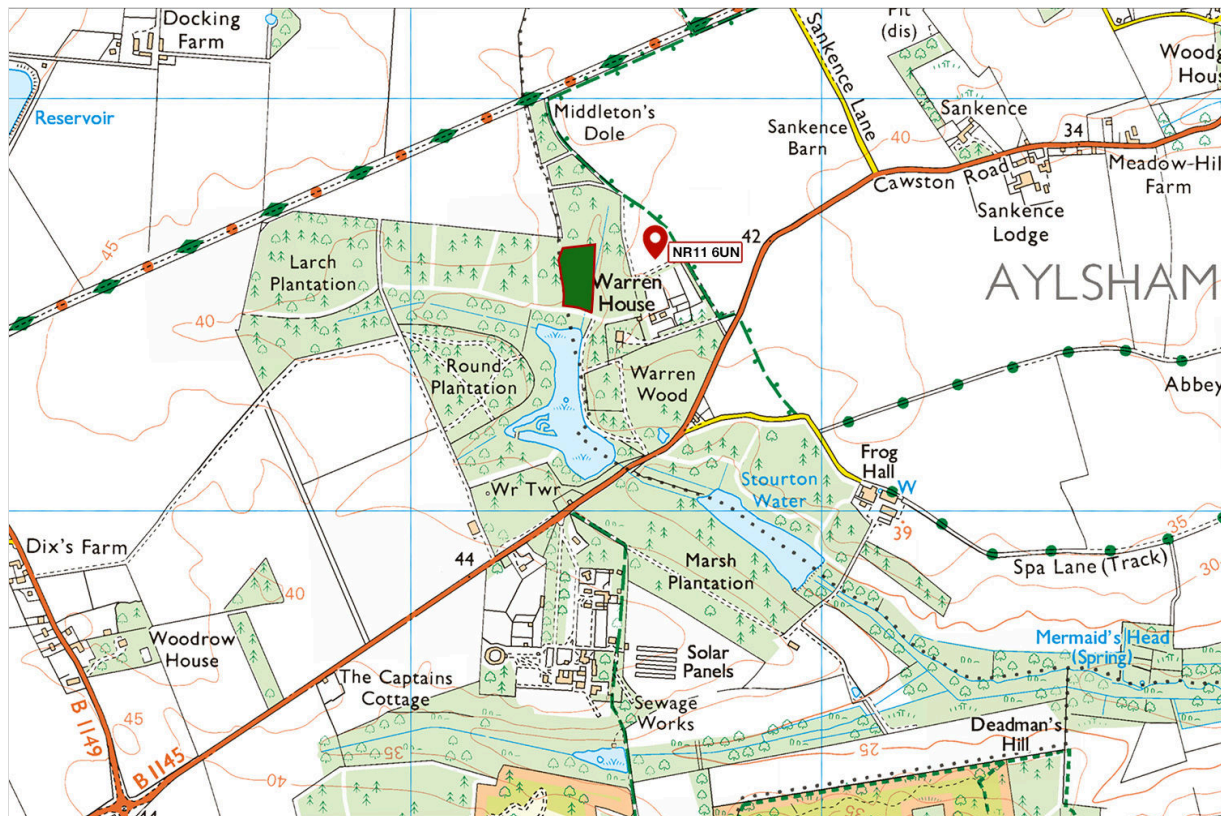 Docking
Farm
Reservoir
Middleton's
Dole
Sankence Lane
Pit
(dis)
Sankence
Sankence
Barn
40
34
Cawston Road
Meadow-Hil
Farm
Sankence
Lodge
45
42
NR11 6UN
Larch
Plantation
Warren
House
AYLSHAM
40
Round
Plantation
Warren
Wood
Abbey
Frog
Hall
W
Wr Twr
Stourton
Water
39
35
30
Dix's Farm
44
Marsh
Plantation
Spa Lane (Track)
40
Woodrow
House
Solar
Panels
Mermaid's Head
(Spring)
The Captains
Cottage
Sewage
Works
B 1149
45
B 1145
35
40
25
Deadman's
Hill
35
44